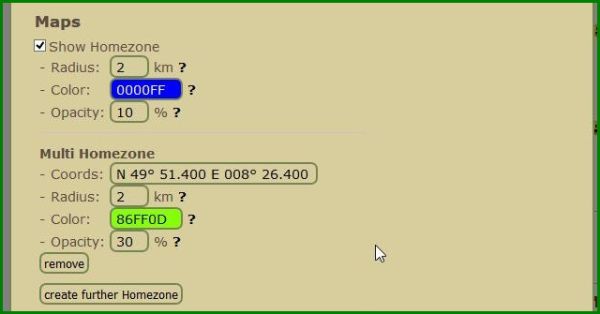 Maps
Show Homezone
- Radius: 2 km ?
- Color: 0000FF ?
- Opacity: 10 % ?
Multi Homezone
- Coords: N 49° 51.400 E 008° 26.400
- Radius: 2 km ?
- Color: 86FF0D ?
- Opacity: 30 % ?
remove
create further Homezone